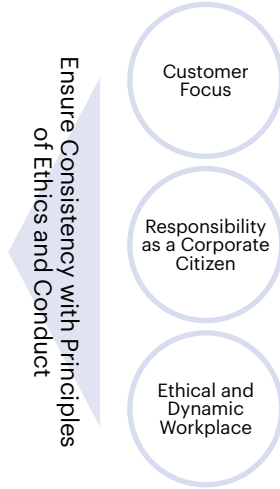 Ensure Consistency with Principles
of Ethics and Conduct
Customer
Focus
Responsibility
as a Corporate
Citizen
Ethical and
Dynamic
Workplace